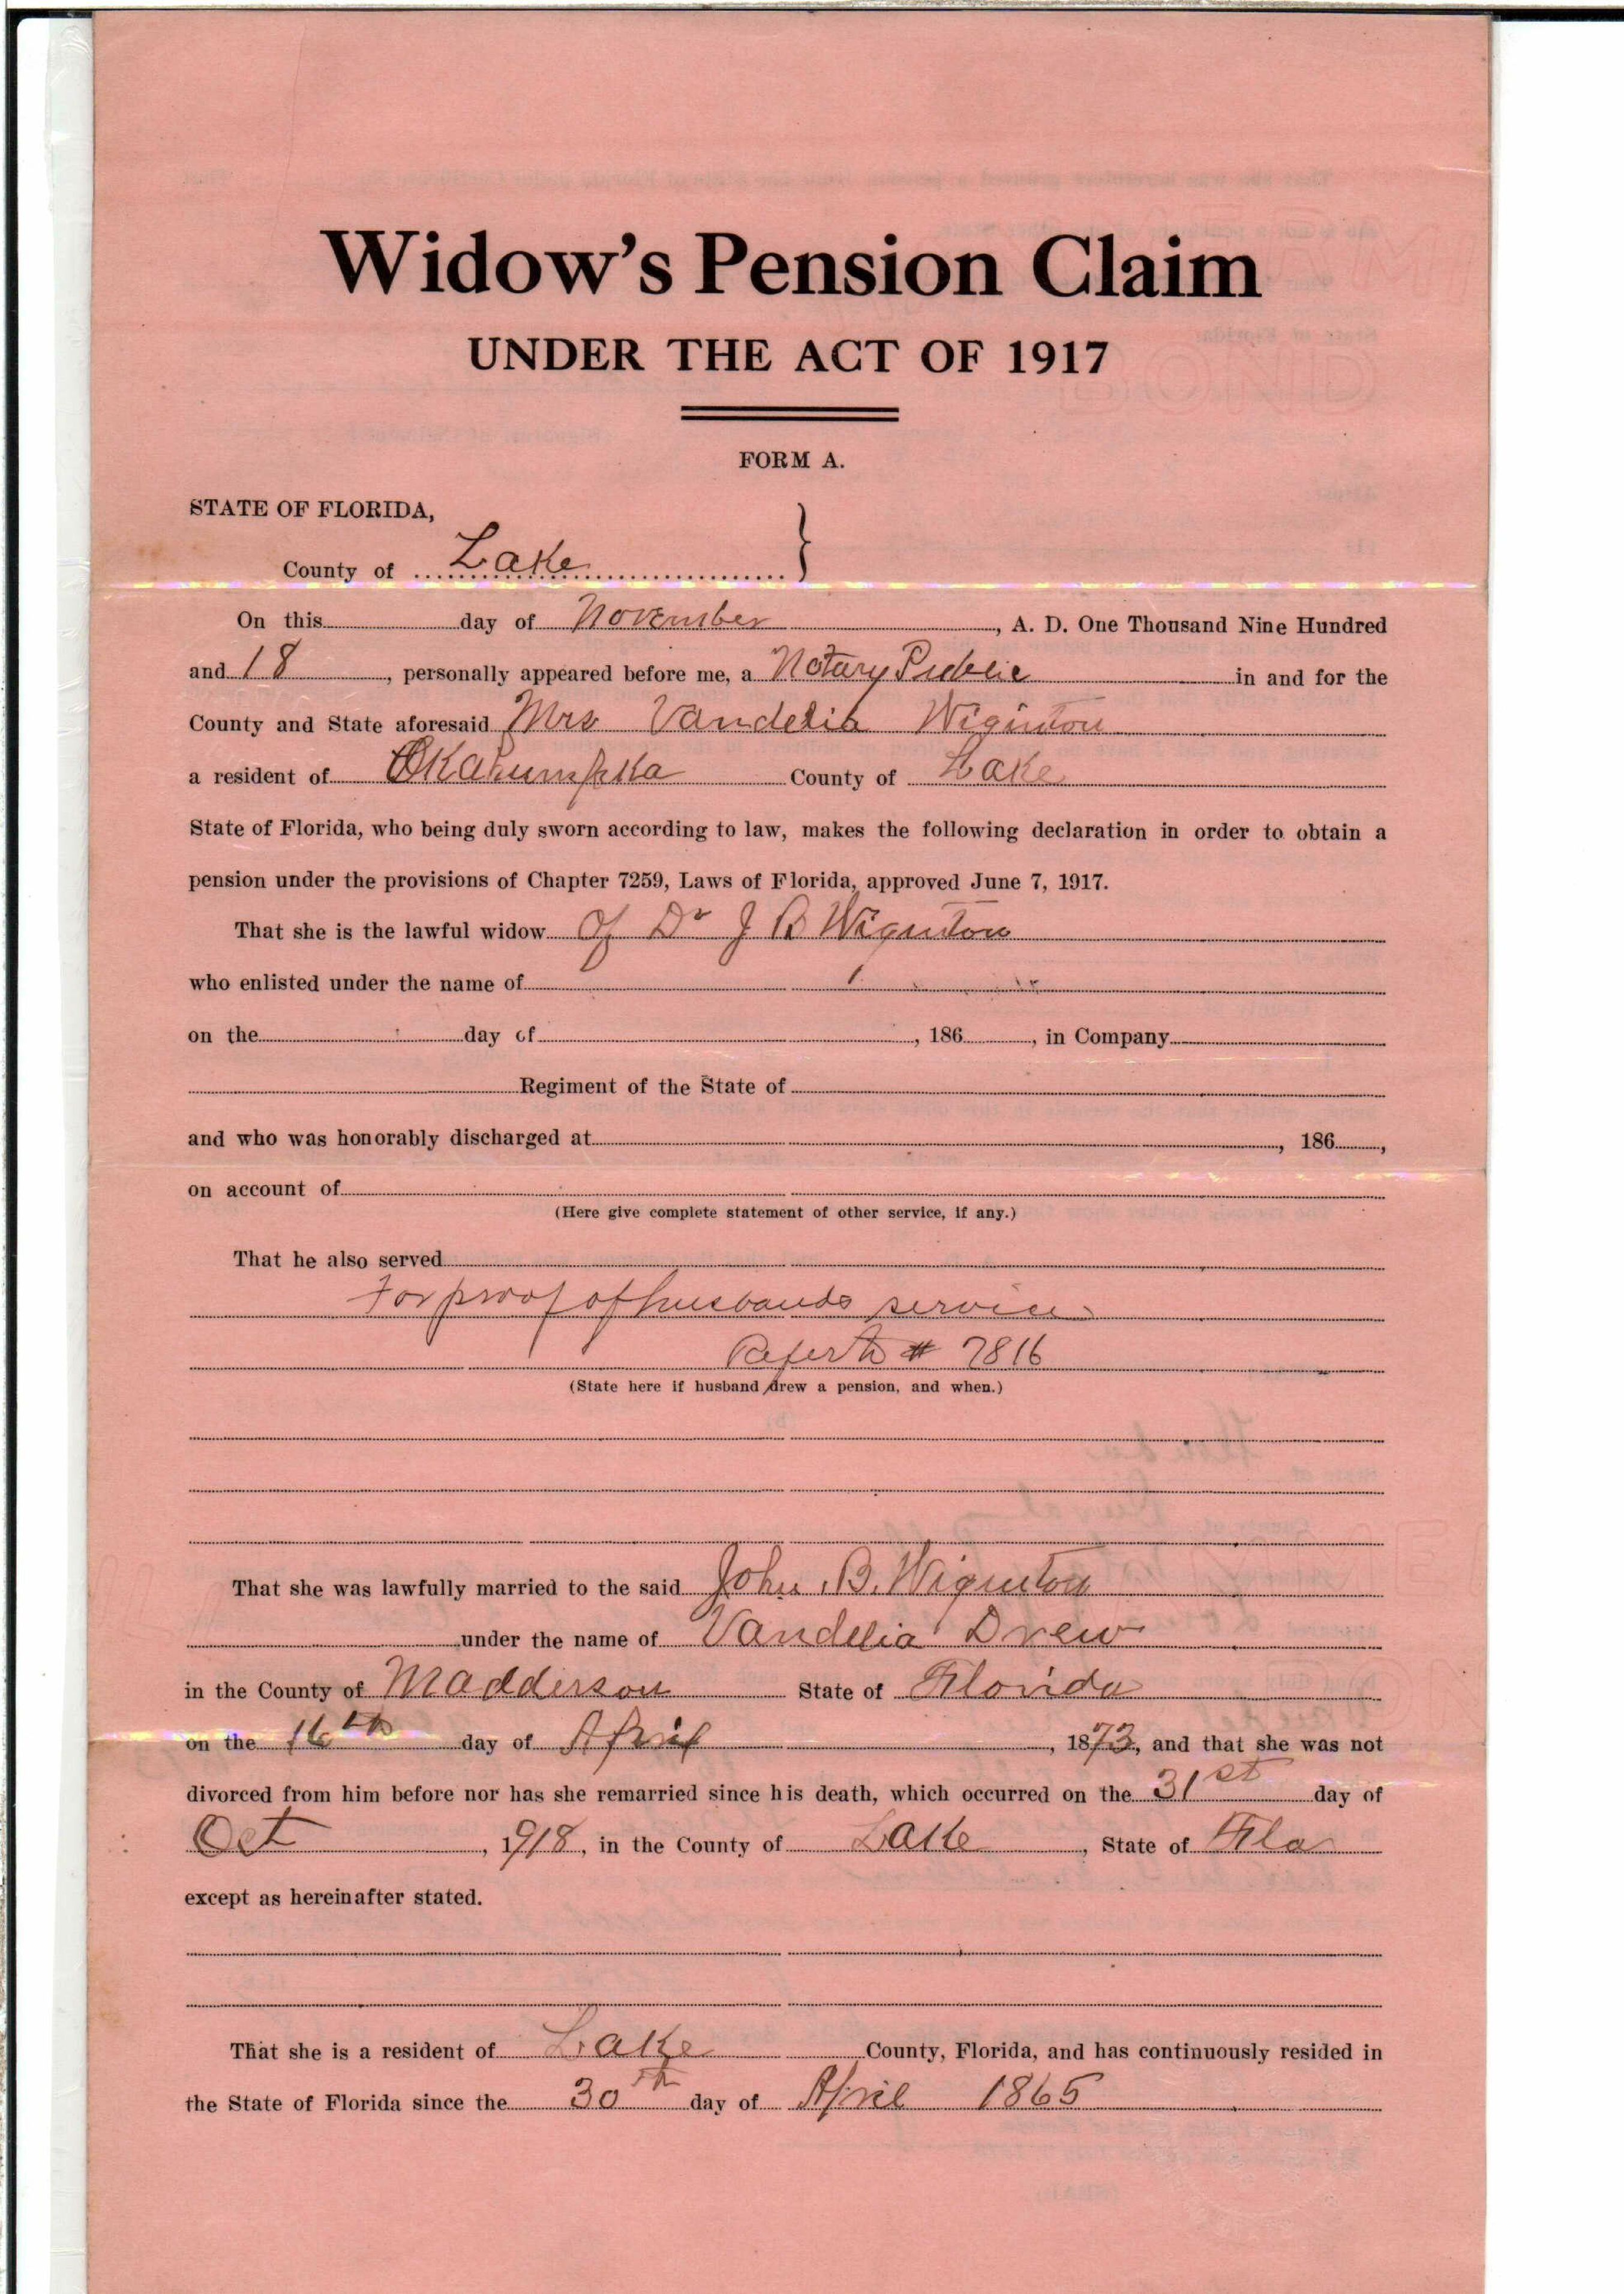 Widow's Pension Claim
UNDER THE ACT OF 1917
FORM A.
STATE OF FLORIDA,
County of Lake }
On this day of November , A. D. One Thousand Nine Hundred
and 18 , personally appeared before me, a Notary Public in and for the
County and State aforesaid Mrs Vandelia Wiginton
a resident of Okahumpka County of Lake
State of Florida, who being duly sworn according to law, makes the following declaration in order to obtain a
pension under the provisions of Chapter 7259, Laws of Florida, approved June 7, 1917.
That she is the lawful widow Of Dr J B Wiginton
who enlisted under the name of
on the day of , 186 , in Company
Regiment of the State of
and who was honorably discharged at , 186 ,
on account of
(Here give complete statement of other service, if any.)
That he also served
For proof of husbands service
Refer to # 7816
(State here if husband drew a pension, and when.)
That she was lawfully married to the said John . B. Wiginton
under the name of Vandelia Drew
in the County of Madderson State of Florida
on the 16th day of April , 1873, and that she was not
divorced from him before nor has she remarried since his death, which occurred on the 31st day of
Oct , 1918, in the County of Lake , State of Fla
except as hereinafter stated.
That she is a resident of Lake County, Florida, and has continuously resided in
the State of Florida since the 30th day of April 1865